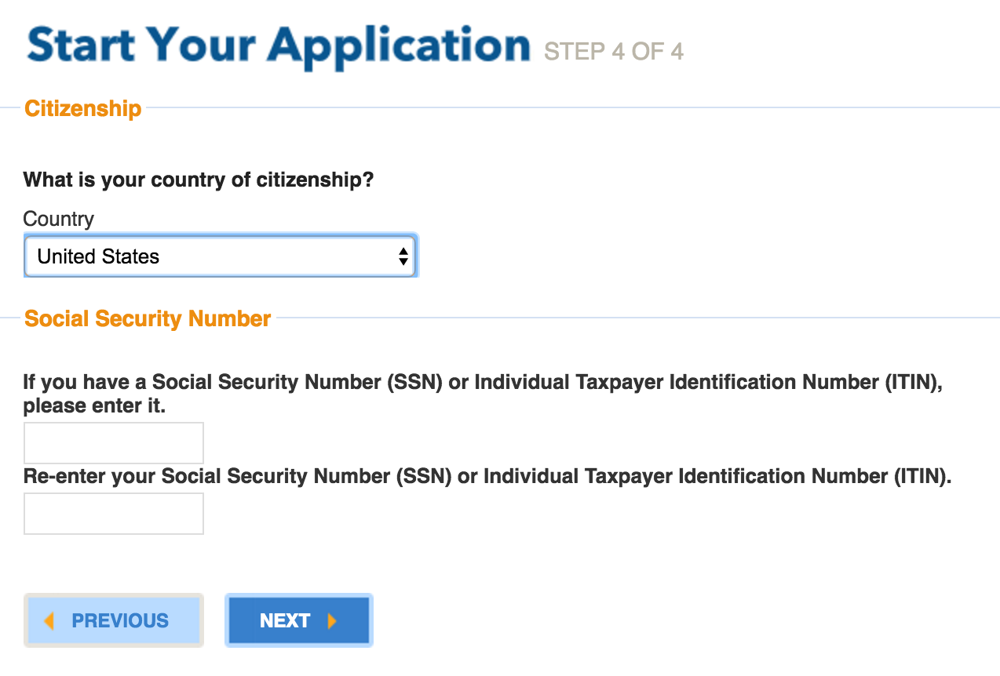 Start Your Application STEP 4 OF 4
Citizenship
What is your country of citizenship?
Country
United States
Social Security Number
If you have a Social Security Number (SSN) or Individual Taxpayer Identification Number (ITIN),
please enter it.
Re-enter your Social Security Number (SSN) or Individual Taxpayer Identification Number (ITIN).
PREVIOUS NEXT